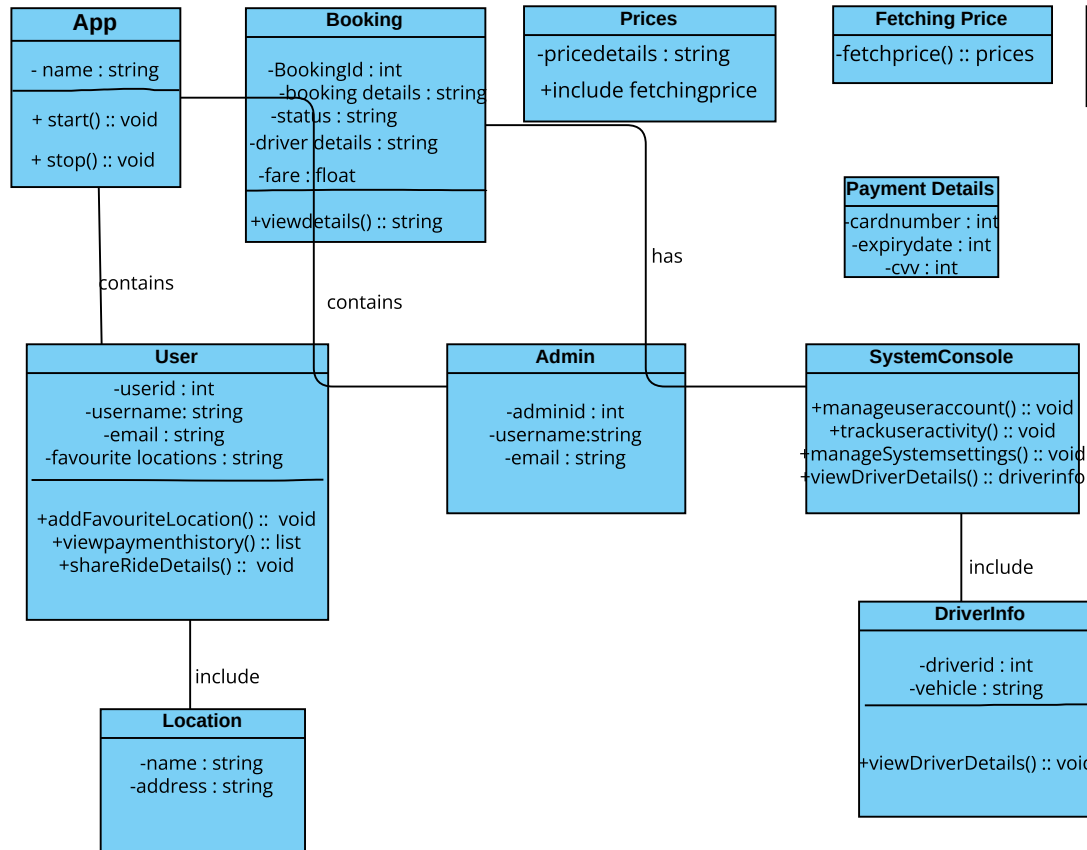 App
- name : string
+ start() :: void
+ stop() :: void
Booking
-BookingId : int
-booking details : string
-status : string
-driver details : string
-fare : float
+viewdetails() :: string
Prices
-pricedetails : string
+include fetchingprice
Fetching Price
-fetchprice() :: prices
Payment Details
-cardnumber : int
-expirydate : int
-cvv : int
contains
contains
has
User
-userid : int
-username: string
-email : string
-favourite locations : string
+addFavouriteLocation() ::  void
+viewpaymenthistory() :: list
+shareRideDetails() ::  void
Admin
-adminid : int
-username:string
-email : string
SystemConsole
+manageuseraccount() :: void
+trackuseractivity() :: void
+manageSystemsettings() :: void
+viewDriverDetails() :: driverinfo
include
include
Location
-name : string
-address : string
DriverInfo
-driverid : int
-vehicle : string
+viewDriverDetails() :: void